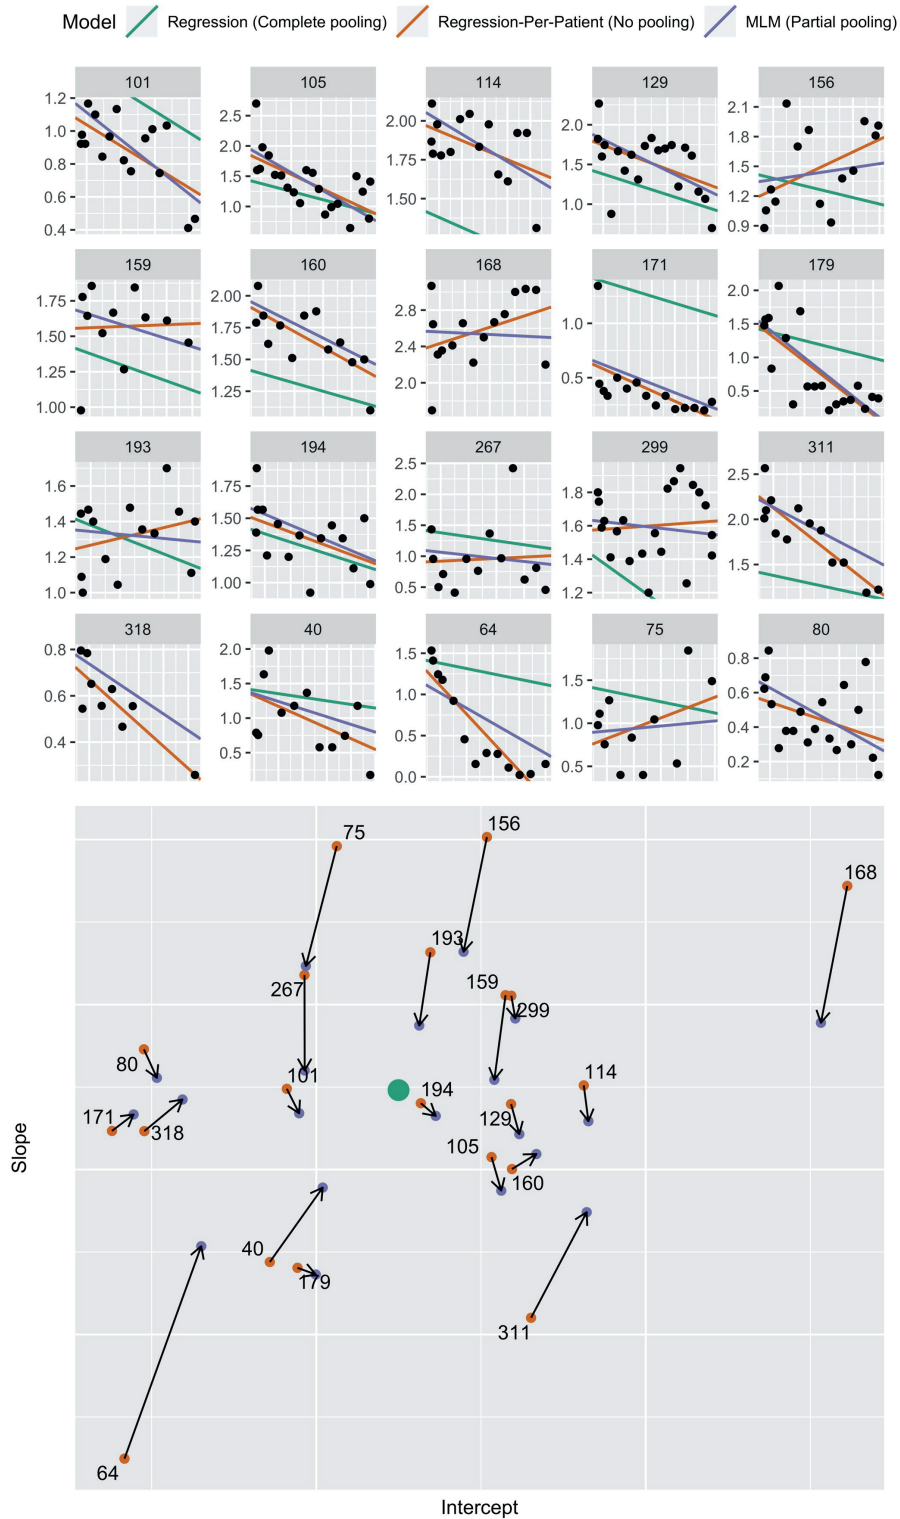 Model Regression (Complete pooling) Regression-Per-Patient (No pooling) MLM (Partial pooling)
101 105 114 129 156
1.2 1.0 0.8 0.6 0.4
2.5 2.0 1.5 1.0
2.00 1.75 1.50
2.0 1.5 1.0
2.1 1.8 1.5 1.2 0.9
159 160 168 171 179
1.75 1.50 1.25 1.00
2.00 1.75 1.50 1.25
2.8 2.4 2.0
1.0 0.5
2.0 1.5 1.0 0.5
193 194 267 299 311
1.6 1.4 1.2 1.0
1.75 1.50 1.25 1.00
2.5 2.0 1.5 1.0 0.5
1.8 1.6 1.4 1.2
2.5 2.0 1.5
318 40 64 75 80
0.8 0.6 0.4
2.0 1.5 1.0 0.5
1.5 1.0 0.5 0.0
1.5 1.0 0.5
0.8 0.6 0.4 0.2
75 156
168
193
267 159
299
80 101 114
194
171 318 129
105
160
40
179
311
64
Slope
Intercept